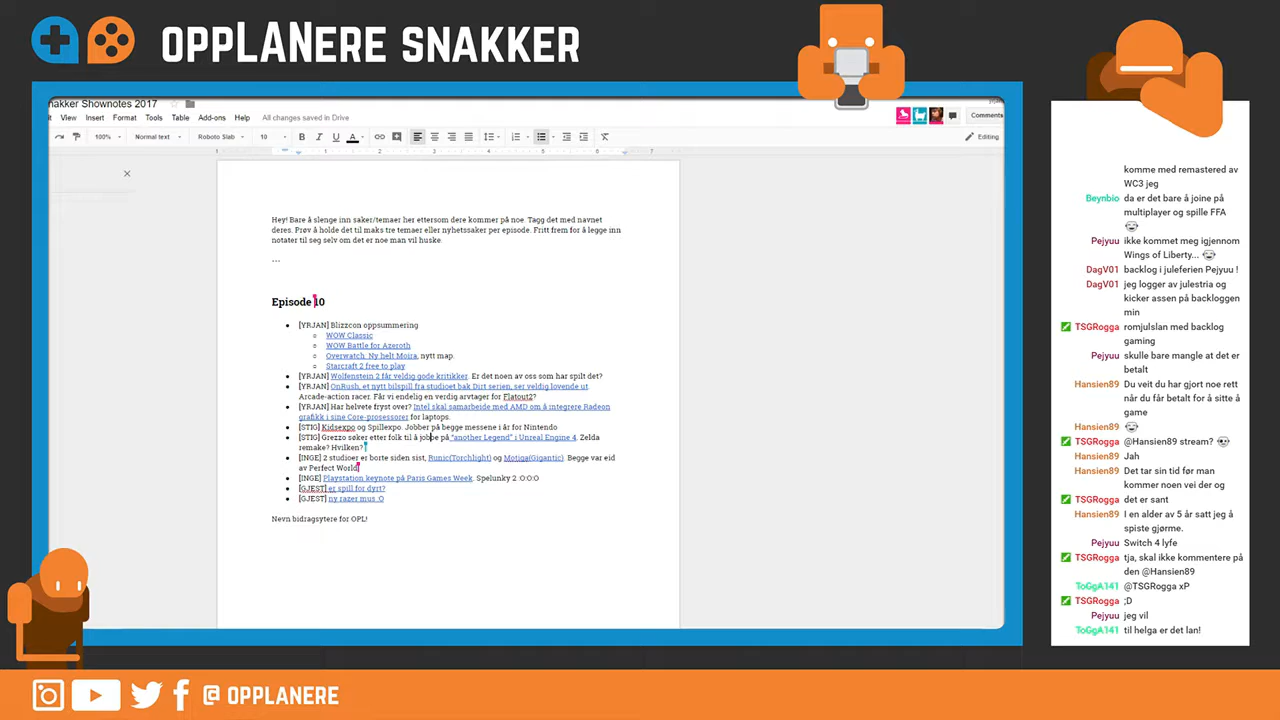 OPPLANERE SNAKKER
nakker Shownotes 2017
View Insert Format Tools Table Add-ons Help All changes saved in Drive
Comments
100% Normal text Roboto Slab 10 B I U A Editing
1 1 2 3 4 5 6 7
Hey! Bare å slenge inn saker/temaer her ettersom dere kommer på noe. Tagg det med navnet
deres. Prøv å holde det til maks tre temaer eller nyhetssaker per episode. Fritt frem for å legge inn
notater til seg selv om det er noe man vil huske.
...
Episode 10
[YRJAN] Blizzcon oppsummering
WOW Classic
WOW Battle for Azeroth
Overwatch. Ny helt Moira, nytt map.
Starcraft 2 free to play
[YRJAN] Wolfenstein 2 får veldig gode kritikker. Er det noen av oss som har spilt det?
[YRJAN] OnRush, et nytt bilspill fra studioet bak Dirt serien, ser veldig lovende ut.
Arcade-action racer. Får vi endelig en verdig arvtager for Flatout2?
[YRJAN] Har helvete fryst over? Intel skal samarbeide med AMD om å integrere Radeon
grafikk i sine Core-prosessorer for laptops.
[STIG] Kidsexpo og Spillexpo. Jobber på begge messene i år for Nintendo
[STIG] Grezzo søker etter folk til å jobbe på "another Legend" i Unreal Engine 4. Zelda
remake? Hvilken?
[INGE] 2 studioer er borte siden sist, Runic(Torchlight) og Motiga(Gigantic). Begge var eid
av Perfect World
[INGE] Playstation keynote på Paris Games Week. Spelunky 2 :O:O:O
[GJEST] er spill for dyrt?
[GJEST] ny razer mus :O
Nevn bidragsytere for OPL!
komme med remastered av
WC3 jeg
Beynbio da er det bare å joine på
multiplayer og spille FFA
Pejyuu ikke kommet meg igjennom
Wings of Liberty...
DagV01 backlog i juleferien Pejyuu !
DagV01 jeg logger av julestria og
kicker assen på backloggen
min
TSGRogga romjulslan med backlog
gaming
Pejyuu skulle bare mangle at det er
betalt
Hansien89 Du veit du har gjort noe rett
når du får betalt for å sitte å
game
Hansien89
TSGRogga @Hansien89 stream?
Hansien89 Jah
Hansien89 Det tar sin tid før man
kommer noen vei der og
TSGRogga det er sant
Hansien89 I en alder av 5 år satt jeg å
spiste gjørme.
Pejyuu Switch 4 lyfe
TSGRogga tja, skal ikke kommentere på
den @Hansien89
ToGgA141 @TSGRogga xP
TSGRogga ;D
Pejyuu jeg vil
ToGgA141 til helga er det lan!
@ OPPLANERE